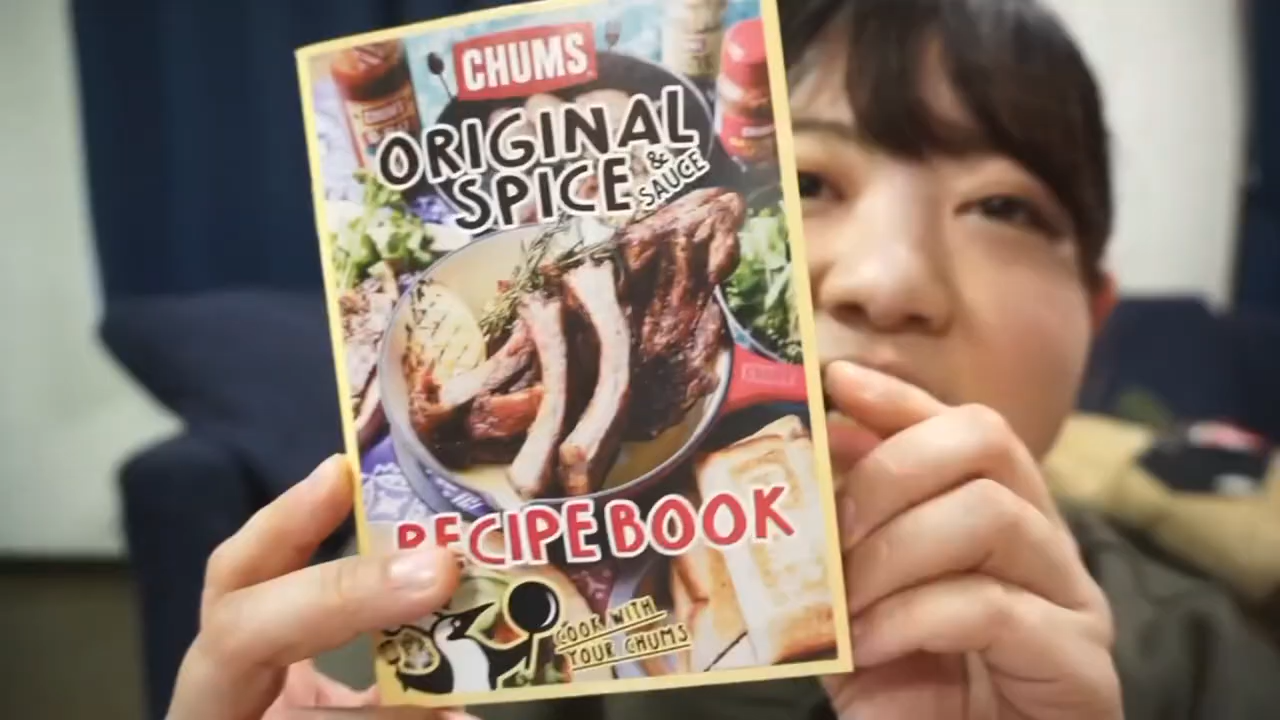 CHUMS
ORIGINAL
SPICE & SAUCE
RECIPE BOOK
COOK WITH
YOUR CHUMS